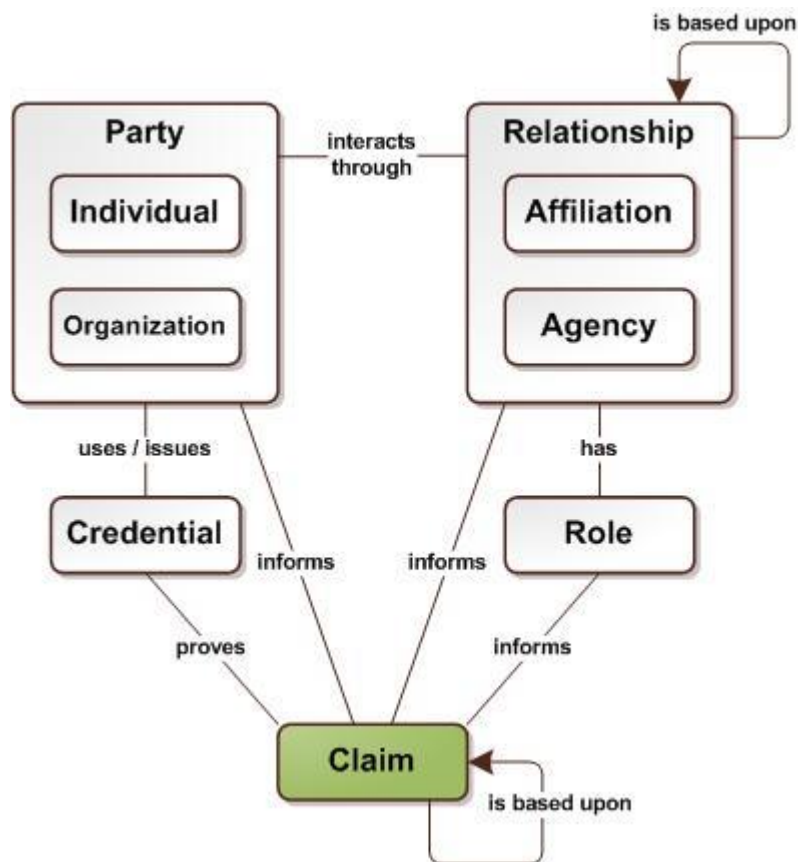 is based upon
Party
interacts
through
Relationship
Individual
Affiliation
Organization
Agency
uses / issues
has
Credential
Role
informs
informs
proves
informs
Claim
is based upon